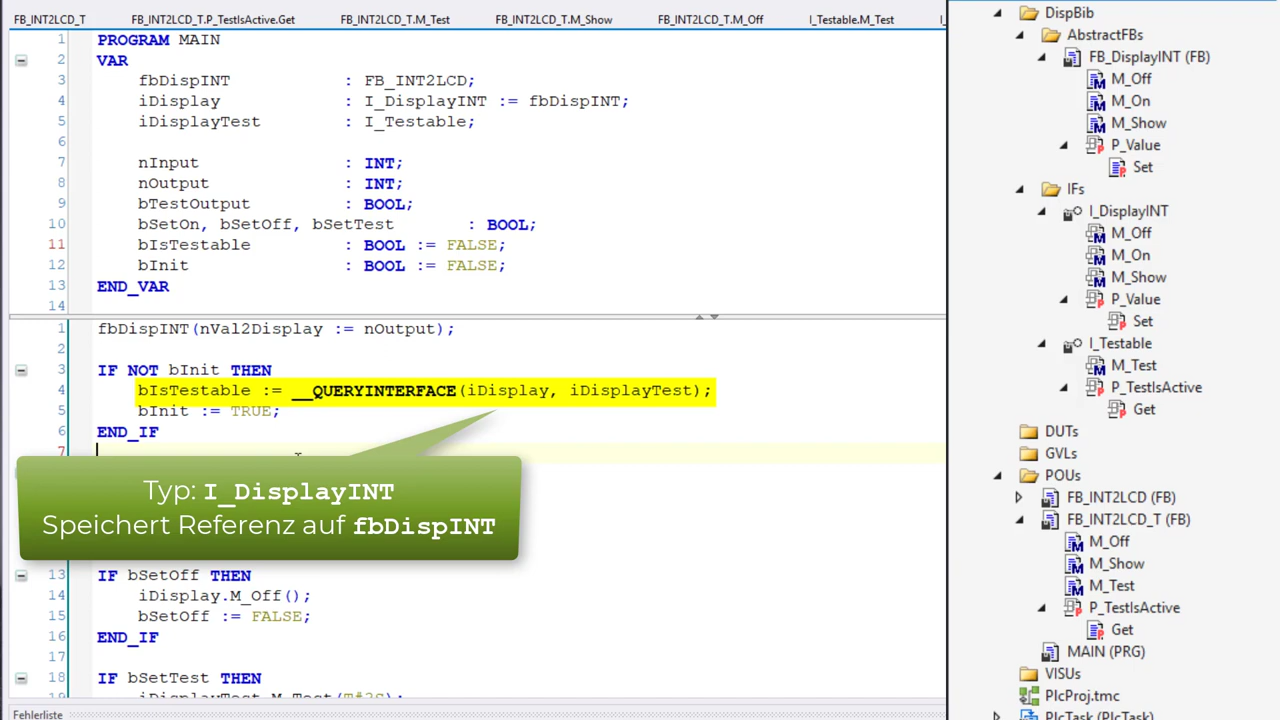 FB_INT2LCD_T FB_INT2LCD_T.P_TestIsActive.Get FB_INT2LCD_T.M_Test FB_INT2LCD_T.M_Show FB_INT2LCD_T.M_Off I_Testable.M_Test
1 PROGRAM MAIN
2 VAR
3 fbDispINT : FB_INT2LCD;
4 iDisplay : I_DisplayINT := fbDispINT;
5 iDisplayTest : I_Testable;
6
7 nInput : INT;
8 nOutput : INT;
9 bTestOutput : BOOL;
10 bSetOn, bSetOff, bSetTest : BOOL;
11 bIsTestable : BOOL := FALSE;
12 bInit : BOOL := FALSE;
13 END_VAR
14
1 fbDispINT(nVal2Display := nOutput);
2
3 IF NOT bInit THEN
4 bIsTestable := __QUERYINTERFACE(iDisplay, iDisplayTest);
5 bInit := TRUE;
6 END_IF
7
Typ: I_DisplayINT
Speichert Referenz auf fbDispINT
13 IF bSetOff THEN
14 iDisplay.M_Off();
15 bSetOff := FALSE;
16 END_IF
17
18 IF bSetTest THEN
19 iDisplayTest.M_Test(T#2S);
Fehlerliste
DispBib
AbstractFBs
FB_DisplayINT (FB)
M_Off
M_On
M_Show
P_Value
Set
IFs
I_DisplayINT
M_Off
M_On
M_Show
P_Value
Set
I_Testable
M_Test
P_TestIsActive
Get
DUTs
GVLs
POUs
FB_INT2LCD (FB)
FB_INT2LCD_T (FB)
M_Off
M_Show
M_Test
P_TestIsActive
Get
MAIN (PRG)
VISUs
PlcProj.tmc
PlcTask (PlcTask)